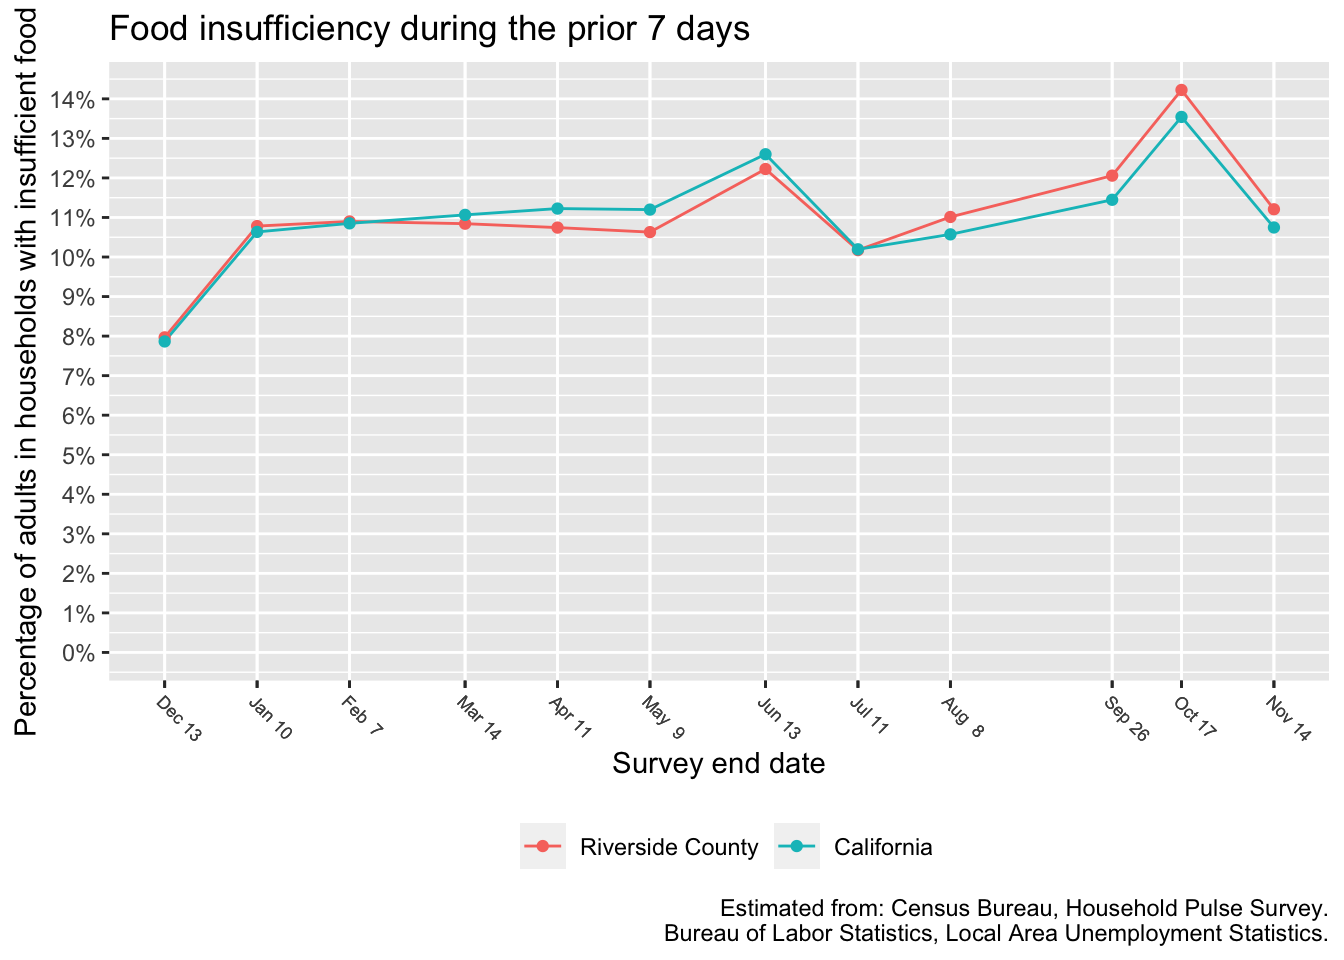 Food insufficiency during the prior 7 days
Percentage of adults in households with insufficient food
14%
13%
12%
11%
10%
9%
8%
7%
6%
5%
4%
3%
2%
1%
0%
Dec 13
Jan 10
Feb 7
Mar 14
Apr 11
May 9
Jun 13
Jul 11
Aug 8
Sep 26
Oct 17
Nov 14
Survey end date
Riverside County
California
Estimated from: Census Bureau, Household Pulse Survey.
Bureau of Labor Statistics, Local Area Unemployment Statistics.